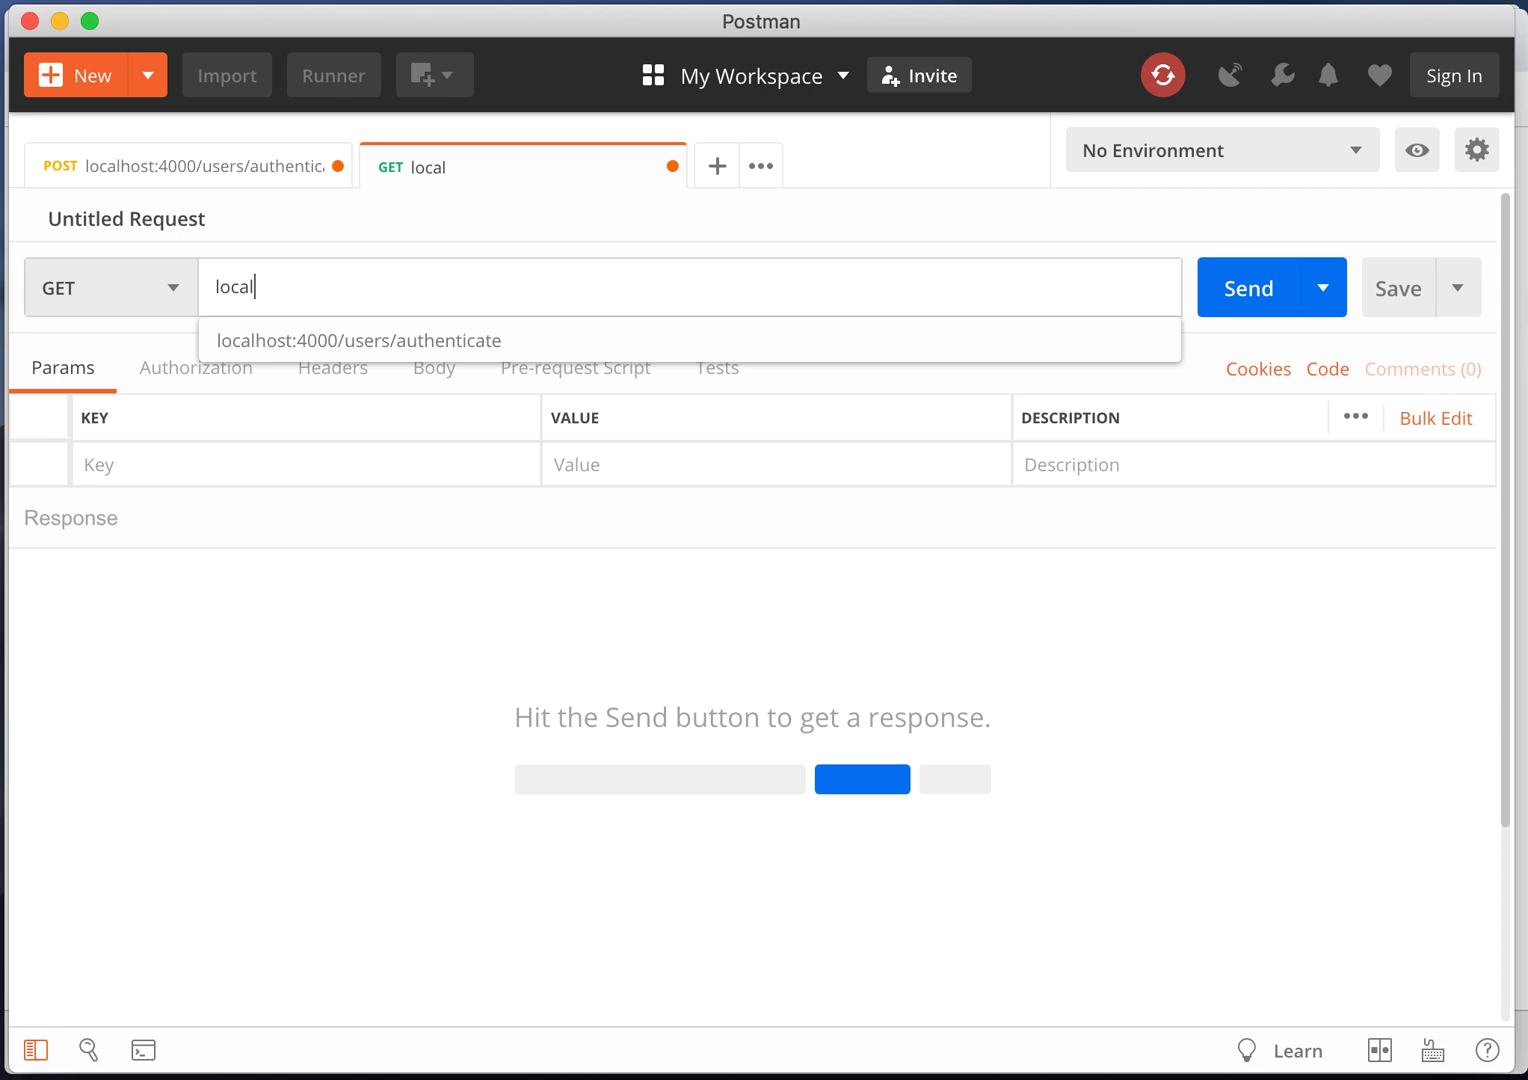 Postman
New
Import
Runner
My Workspace
Invite
Sign In
POST localhost:4000/users/authentic
GET local
No Environment
Untitled Request
GET
local
Send
Save
localhost:4000/users/authenticate
Params
Authorization
Headers
Body
Pre-request Script
Tests
Cookies
Code
Comments (0)
KEY
VALUE
DESCRIPTION
Bulk Edit
Key
Value
Description
Response
Hit the Send button to get a response.
Learn